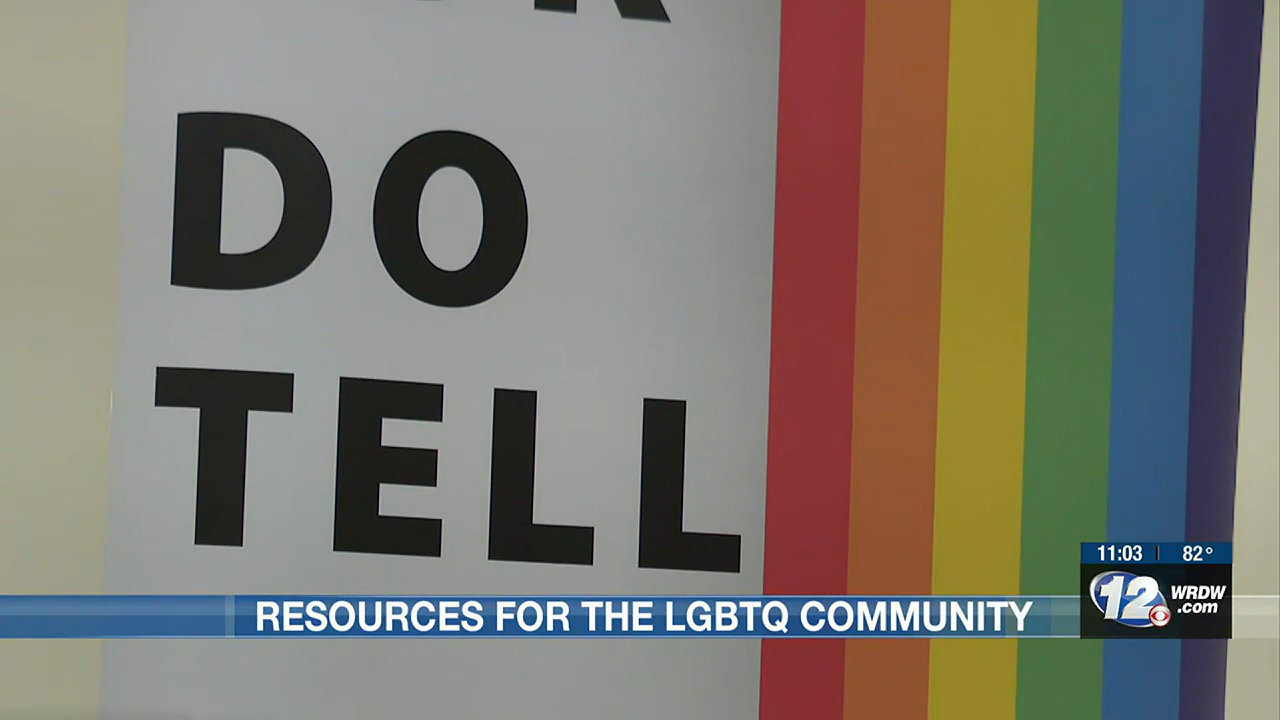 DO
TELL
11:03 | 82°
12 WRDW
.com
RESOURCES FOR THE LGBTQ COMMUNITY